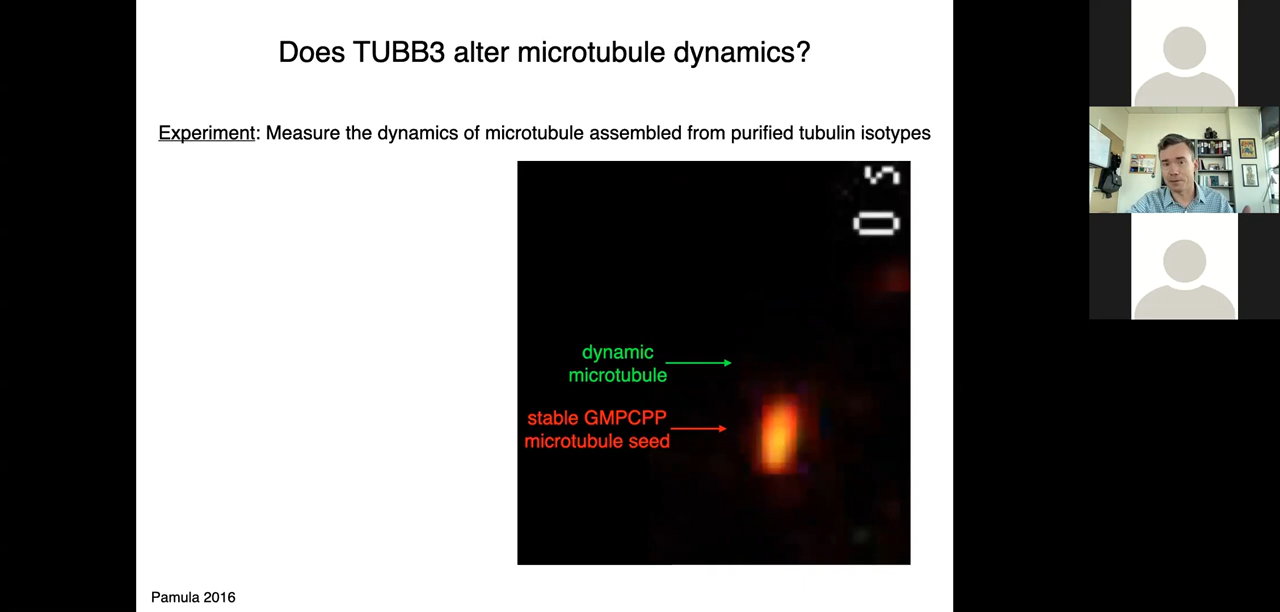 Does TUBB3 alter microtubule dynamics?
Experiment: Measure the dynamics of microtubule assembled from purified tubulin isotypes
0 s
dynamic
microtubule
stable GMPCPP
microtubule seed
Pamula 2016